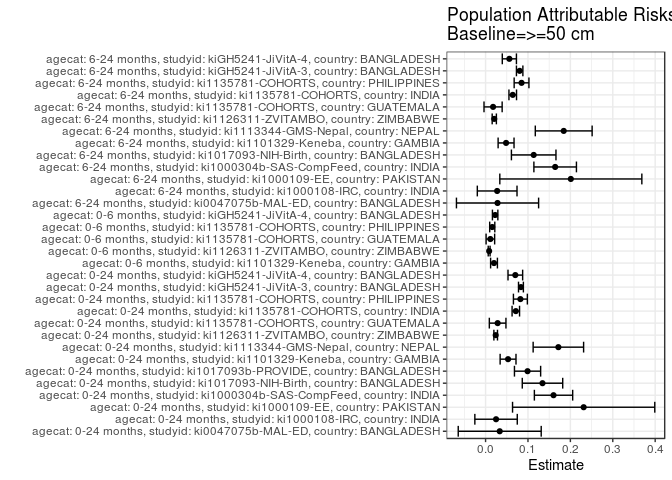 Population Attributable Risks
Baseline=>=50 cm
agecat: 6-24 months, studyid: kiGH5241-JiVitA-4, country: BANGLADESH
agecat: 6-24 months, studyid: kiGH5241-JiVitA-3, country: BANGLADESH
agecat: 6-24 months, studyid: ki1135781-COHORTS, country: PHILIPPINES
agecat: 6-24 months, studyid: ki1135781-COHORTS, country: INDIA
agecat: 6-24 months, studyid: ki1135781-COHORTS, country: GUATEMALA
agecat: 6-24 months, studyid: ki1126311-ZVITAMBO, country: ZIMBABWE
agecat: 6-24 months, studyid: ki1113344-GMS-Nepal, country: NEPAL
agecat: 6-24 months, studyid: ki1101329-Keneba, country: GAMBIA
agecat: 6-24 months, studyid: ki1017093-NIH-Birth, country: BANGLADESH
agecat: 6-24 months, studyid: ki1000304b-SAS-CompFeed, country: INDIA
agecat: 6-24 months, studyid: ki1000109-EE, country: PAKISTAN
agecat: 6-24 months, studyid: ki1000108-IRC, country: INDIA
agecat: 6-24 months, studyid: ki0047075b-MAL-ED, country: BANGLADESH
agecat: 0-6 months, studyid: kiGH5241-JiVitA-4, country: BANGLADESH
agecat: 0-6 months, studyid: ki1135781-COHORTS, country: PHILIPPINES
agecat: 0-6 months, studyid: ki1135781-COHORTS, country: GUATEMALA
agecat: 0-6 months, studyid: ki1126311-ZVITAMBO, country: ZIMBABWE
agecat: 0-6 months, studyid: ki1101329-Keneba, country: GAMBIA
agecat: 0-24 months, studyid: kiGH5241-JiVitA-4, country: BANGLADESH
agecat: 0-24 months, studyid: kiGH5241-JiVitA-3, country: BANGLADESH
agecat: 0-24 months, studyid: ki1135781-COHORTS, country: PHILIPPINES
agecat: 0-24 months, studyid: ki1135781-COHORTS, country: INDIA
agecat: 0-24 months, studyid: ki1135781-COHORTS, country: GUATEMALA
agecat: 0-24 months, studyid: ki1126311-ZVITAMBO, country: ZIMBABWE
agecat: 0-24 months, studyid: ki1113344-GMS-Nepal, country: NEPAL
agecat: 0-24 months, studyid: ki1101329-Keneba, country: GAMBIA
agecat: 0-24 months, studyid: ki1017093b-PROVIDE, country: BANGLADESH
agecat: 0-24 months, studyid: ki1017093-NIH-Birth, country: BANGLADESH
agecat: 0-24 months, studyid: ki1000304b-SAS-CompFeed, country: INDIA
agecat: 0-24 months, studyid: ki1000109-EE, country: PAKISTAN
agecat: 0-24 months, studyid: ki1000108-IRC, country: INDIA
agecat: 0-24 months, studyid: ki0047075b-MAL-ED, country: BANGLADESH
0.0 0.1 0.2 0.3 0.4
Estimate